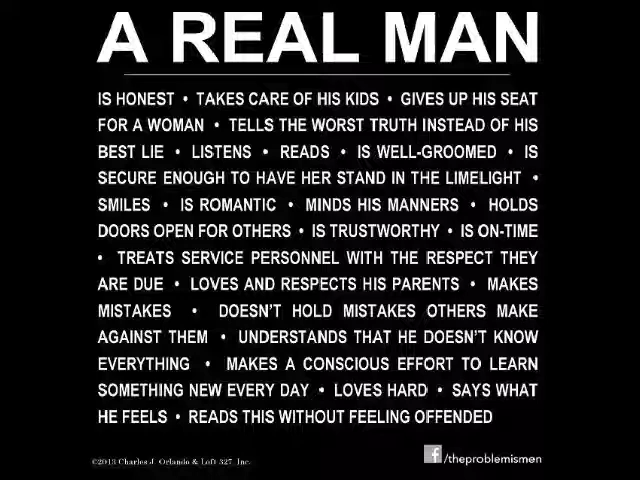 A REAL MAN
IS HONEST • TAKES CARE OF HIS KIDS • GIVES UP HIS SEAT
FOR A WOMAN • TELLS THE WORST TRUTH INSTEAD OF HIS
BEST LIE • LISTENS • READS • IS WELL-GROOMED • IS
SECURE ENOUGH TO HAVE HER STAND IN THE LIMELIGHT •
SMILES • IS ROMANTIC • MINDS HIS MANNERS • HOLDS
DOORS OPEN FOR OTHERS • IS TRUSTWORTHY • IS ON-TIME
• TREATS SERVICE PERSONNEL WITH THE RESPECT THEY
ARE DUE • LOVES AND RESPECTS HIS PARENTS • MAKES
MISTAKES • DOESN'T HOLD MISTAKES OTHERS MAKE
AGAINST THEM • UNDERSTANDS THAT HE DOESN'T KNOW
EVERYTHING • MAKES A CONSCIOUS EFFORT TO LEARN
SOMETHING NEW EVERY DAY • LOVES HARD • SAYS WHAT
HE FEELS • READS THIS WITHOUT FEELING OFFENDED
©2013 Charles J. Orlando & Loft 327, Inc.
f /theproblemismen